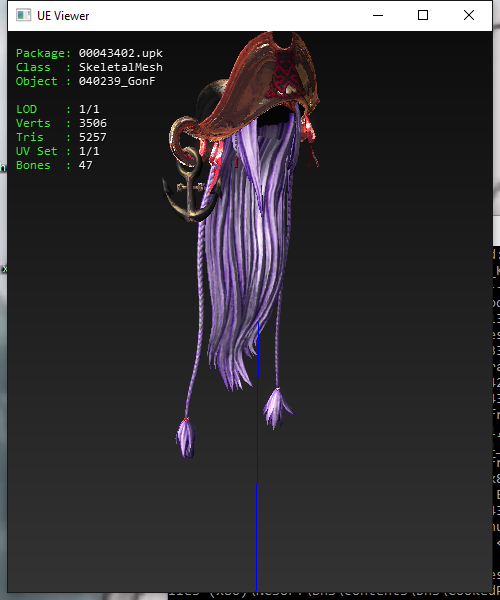 UE Viewer
Package: 00043402.upk
Class : SkeletalMesh
Object : 040239_GonF
LOD : 1/1
Verts : 3506
Tris : 5257
UV Set : 1/1
Bones : 47